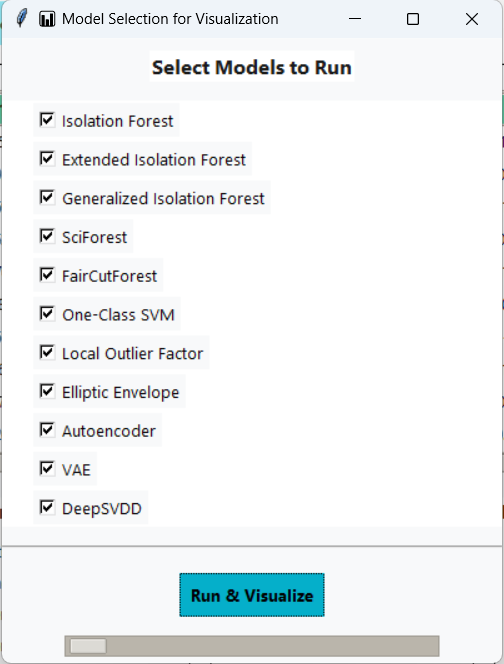 Model Selection for Visualization
Select Models to Run
Isolation Forest
Extended Isolation Forest
Generalized Isolation Forest
SciForest
FairCutForest
One-Class SVM
Local Outlier Factor
Elliptic Envelope
Autoencoder
VAE
DeepSVDD
Run & Visualize